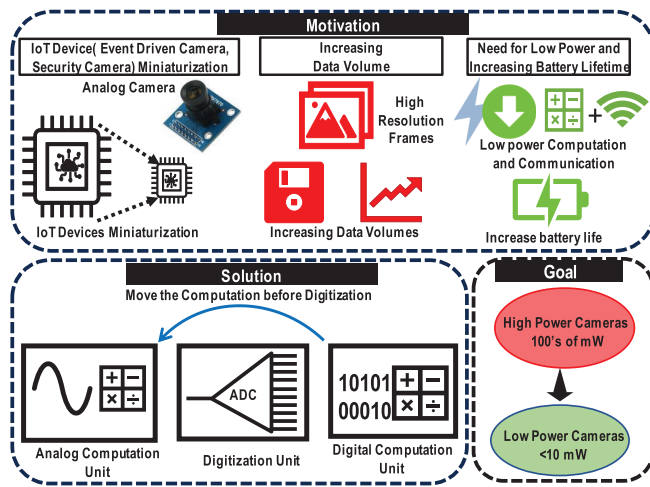 Motivation
IoT Device( Event Driven Camera,
Security Camera) Miniaturization
Increasing
Data Volume
Need for Low Power and
Increasing Battery Lifetime
Analog Camera
High
Resolution
Frames
Low power Computation
and Communication
IoT Devices Miniaturization
Increasing Data Volumes
Increase battery life
Solution
Move the Computation before Digitization
ADC
10101
00010
Analog Computation
Unit
Digitization Unit
Digital Computation
Unit
Goal
High Power Cameras
100's of mW
Low Power Cameras
<10 mW